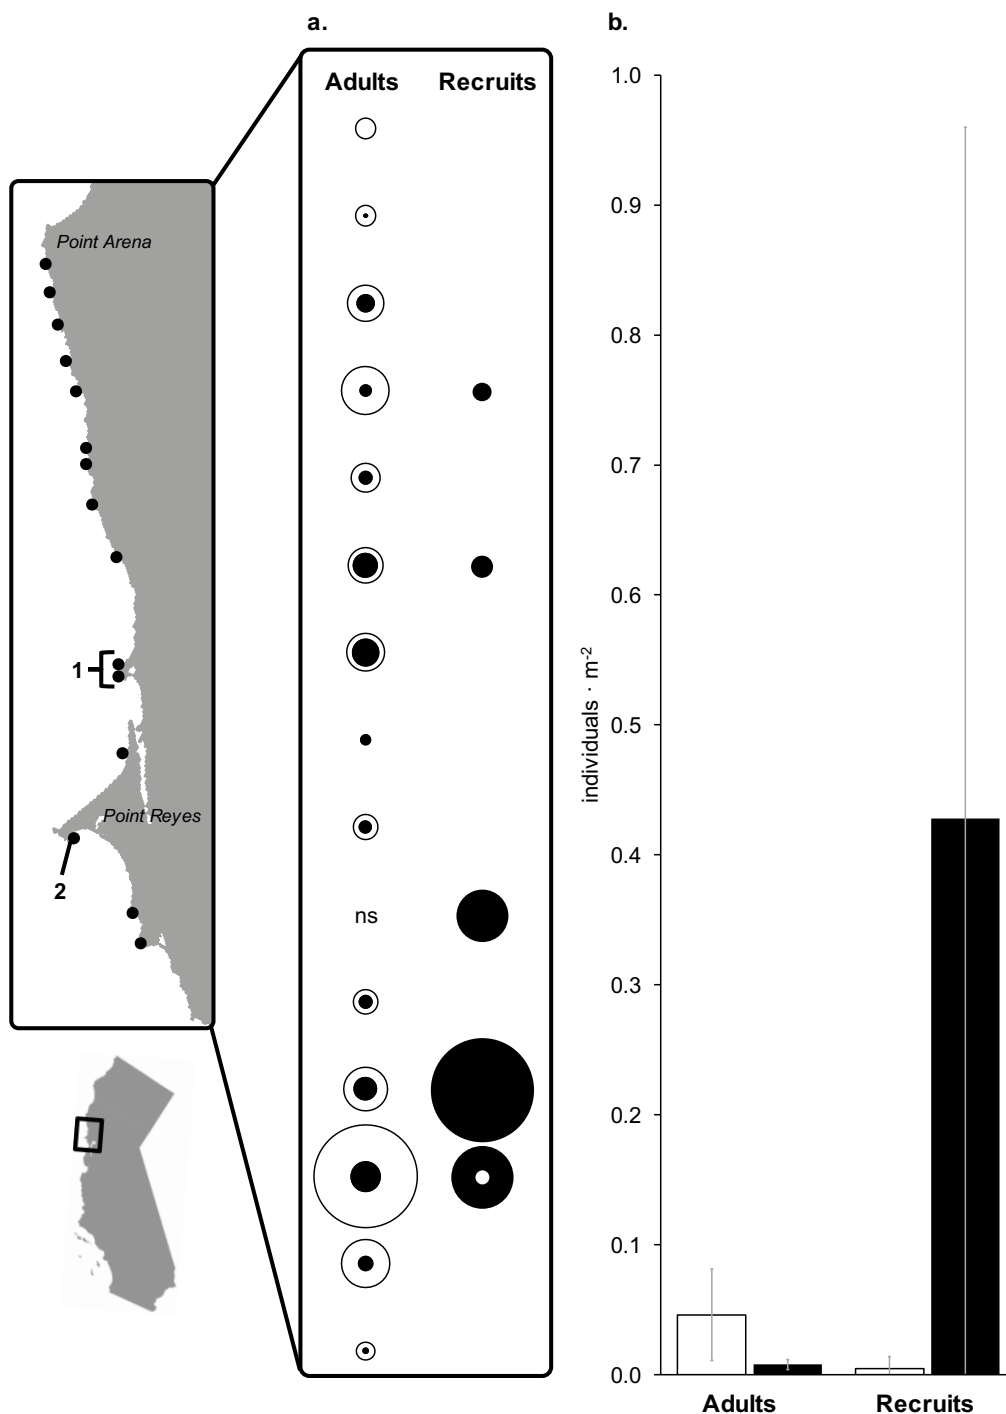 a.
b.
Adults Recruits
Point Arena
1
Point Reyes
2
ns
individuals · m-2
1.0
0.9
0.8
0.7
0.6
0.5
0.4
0.3
0.2
0.1
0.0
Adults Recruits